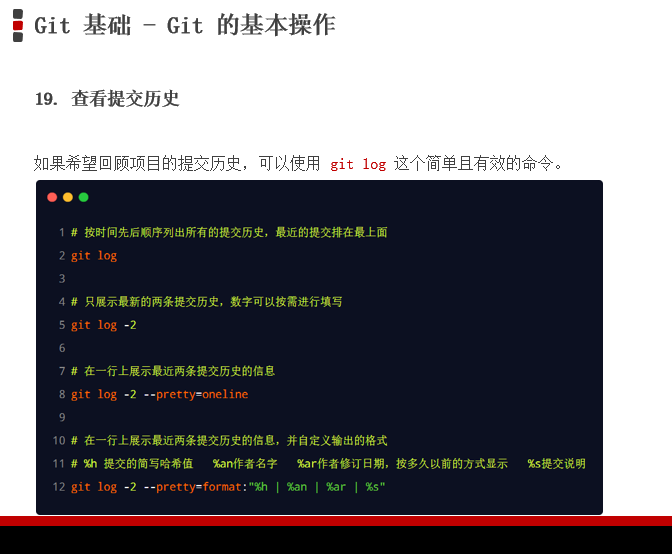 Git 基础 - Git 的基本操作
19. 查看提交历史
如果希望回顾项目的提交历史，可以使用 git log 这个简单且有效的命令。
1 # 按时间先后顺序列出所有的提交历史，最近的提交排在最上面
2 git log
3
4 # 只展示最新的两条提交历史，数字可以按需进行填写
5 git log -2
6
7 # 在一行上展示最近两条提交历史的信息
8 git log -2 --pretty=oneline
9
10 # 在一行上展示最近两条提交历史的信息，并自定义输出的格式
11 # %h 提交的简写哈希值   %an作者名字   %ar作者修订日期，按多久以前的方式显示   %s提交说明
12 git log -2 --pretty=format:"%h | %an | %ar | %s"